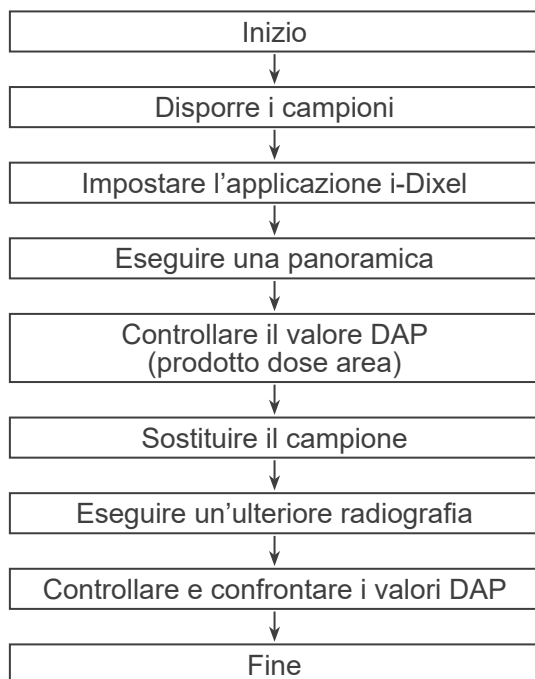 Inizio
Disporre i campioni
Impostare l’applicazione i-Dixel
Eseguire una panoramica
Controllare il valore DAP
(prodotto dose area)
Sostituire il campione
Eseguire un’ulteriore radiografia
Controllare e confrontare i valori DAP
Fine